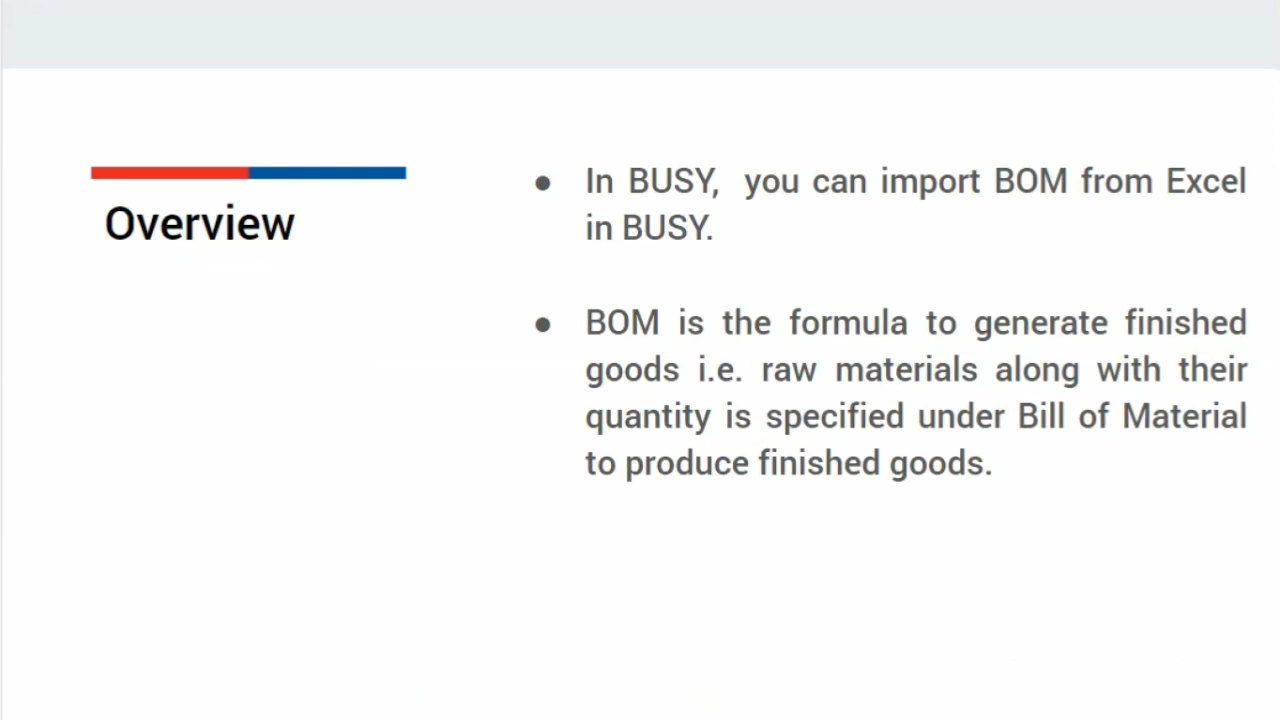 Overview
● In BUSY, you can import BOM from Excel
in BUSY.
● BOM is the formula to generate finished
goods i.e. raw materials along with their
quantity is specified under Bill of Material
to produce finished goods.